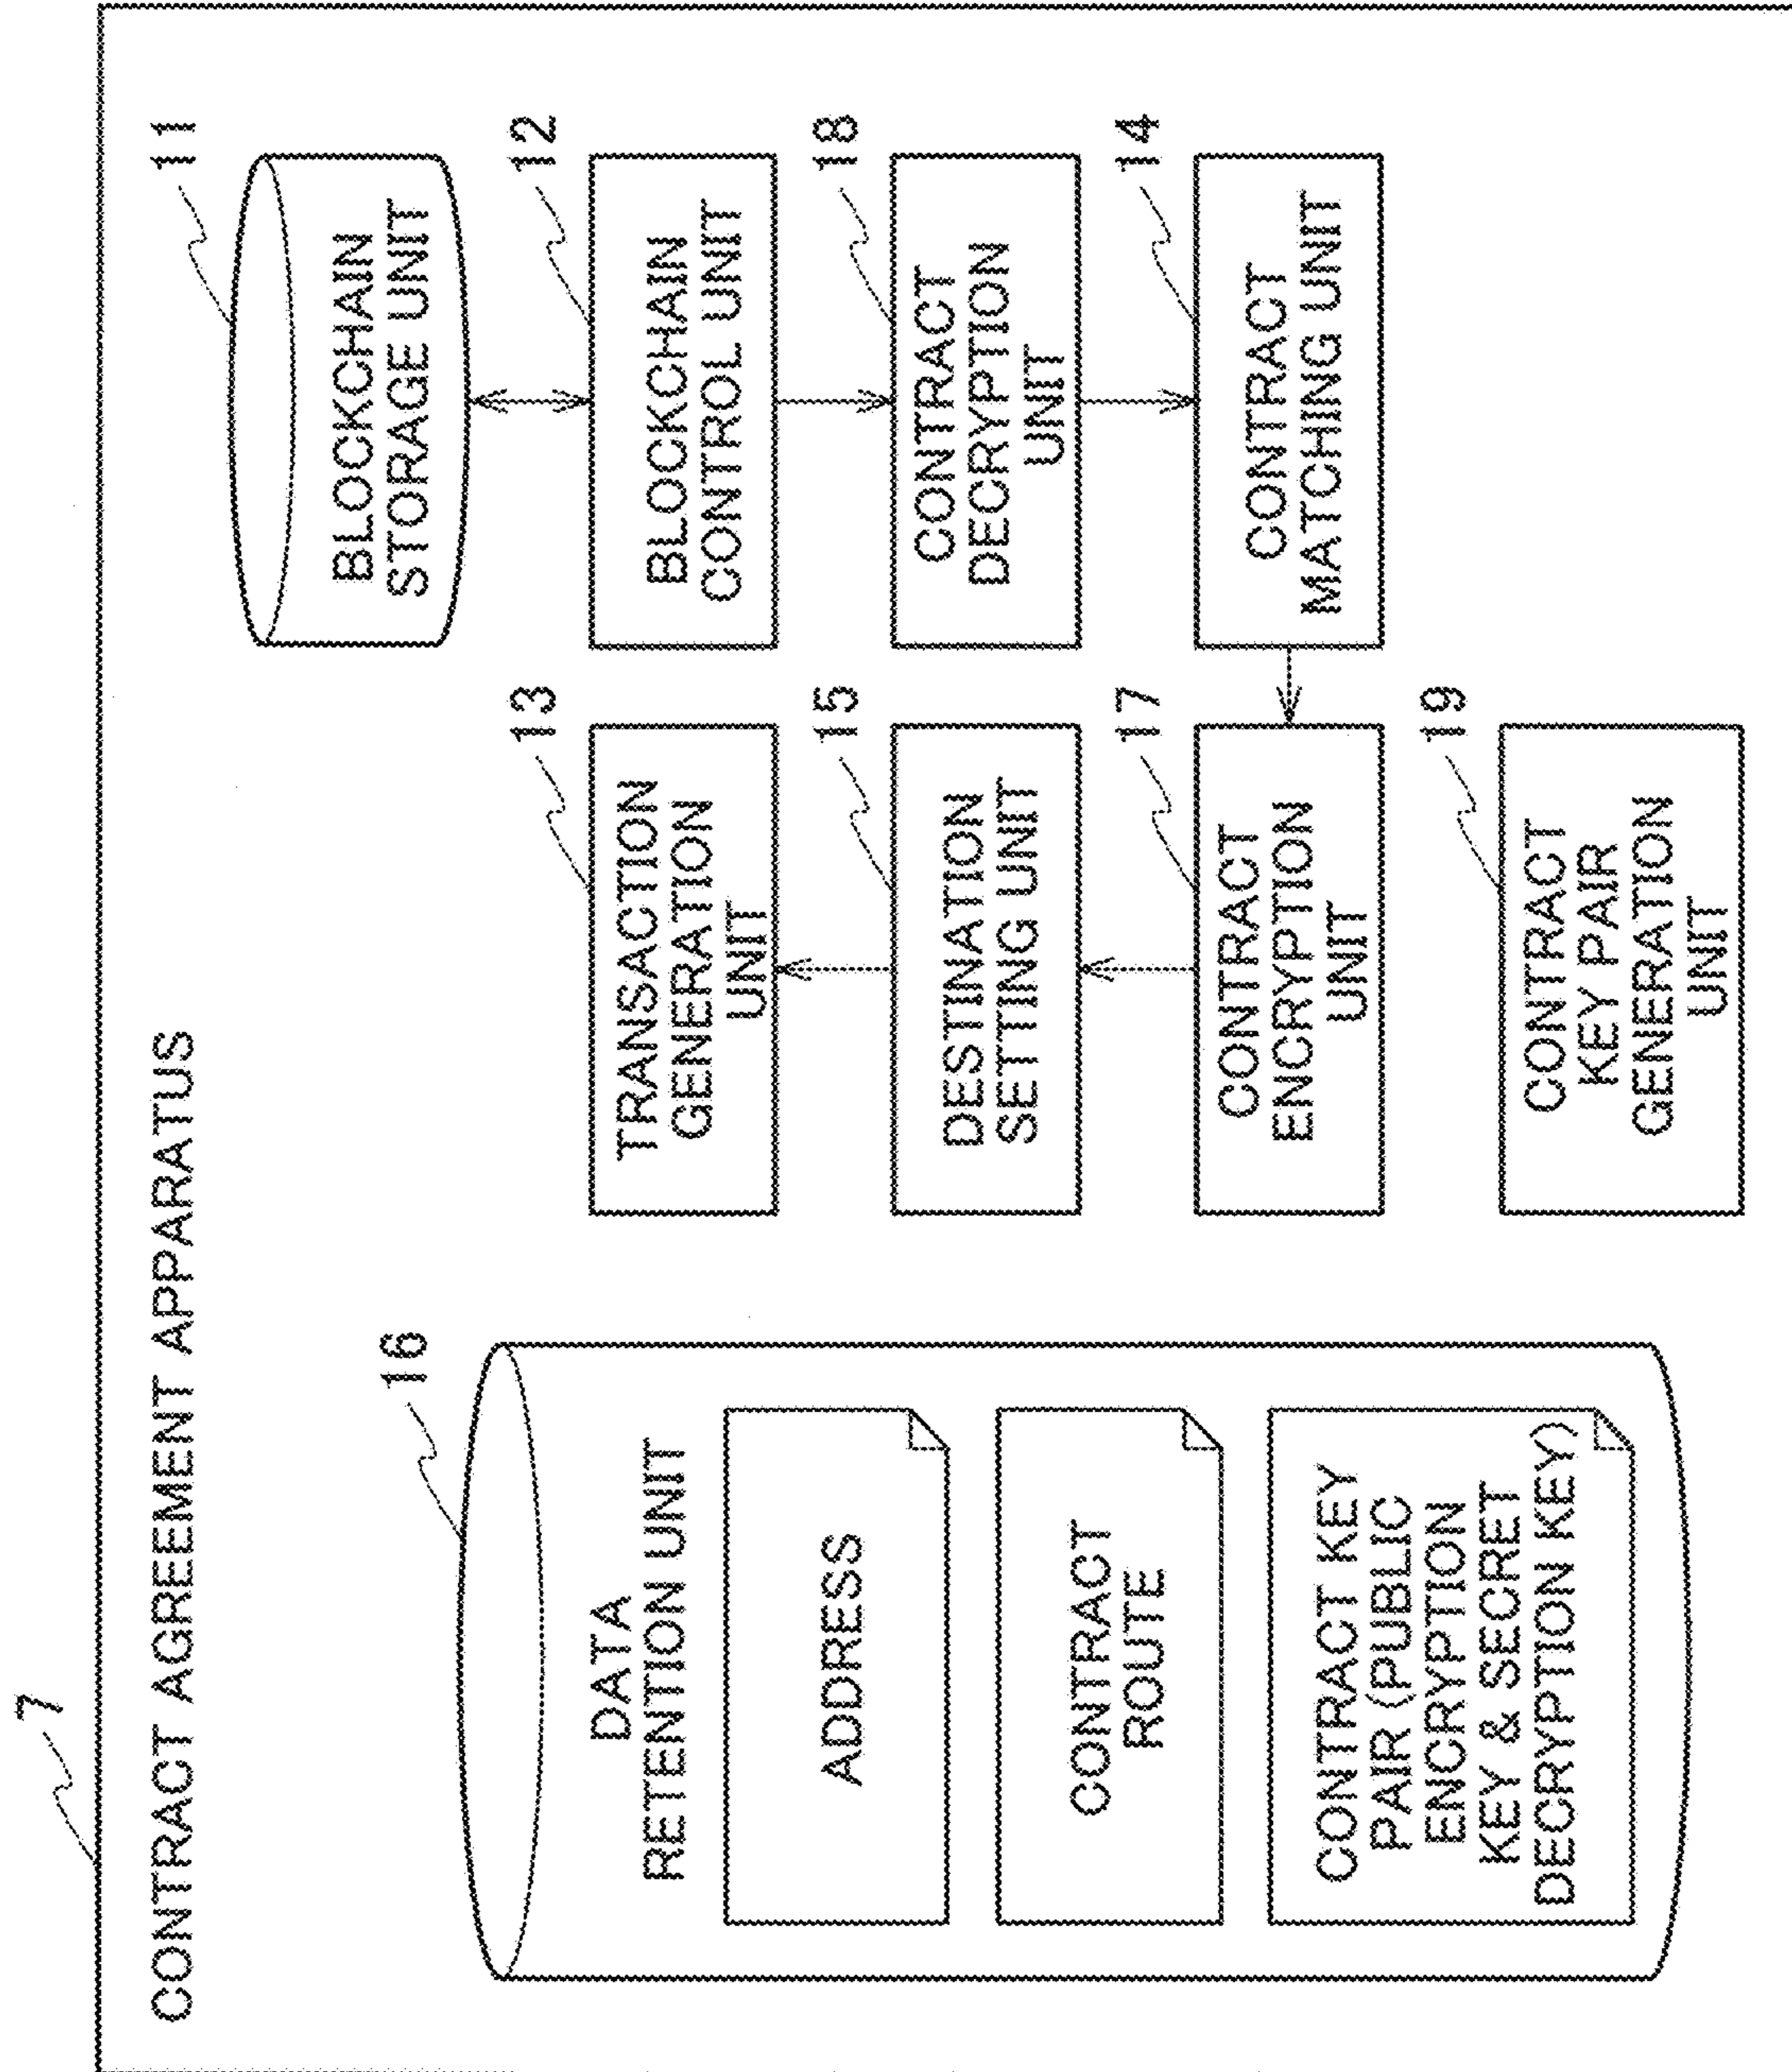 7
CONTRACT AGREEMENT APPARATUS
16
DATA
RETENTION UNIT
ADDRESS
CONTRACT
ROUTE
CONTRACT KEY
PAIR (PUBLIC
ENCRYPTION
KEY & SECRET
DECRYPTION KEY)
13
TRANSACTION
GENERATION
UNIT
15
DESTINATION
SETTING UNIT
17
CONTRACT
ENCRYPTION
UNIT
19
CONTRACT
KEY PAIR
GENERATION
UNIT
11
BLOCKCHAIN
STORAGE UNIT
12
BLOCKCHAIN
CONTROL UNIT
18
CONTRACT
DECRYPTION
UNIT
14
CONTRACT
MATCHING UNIT